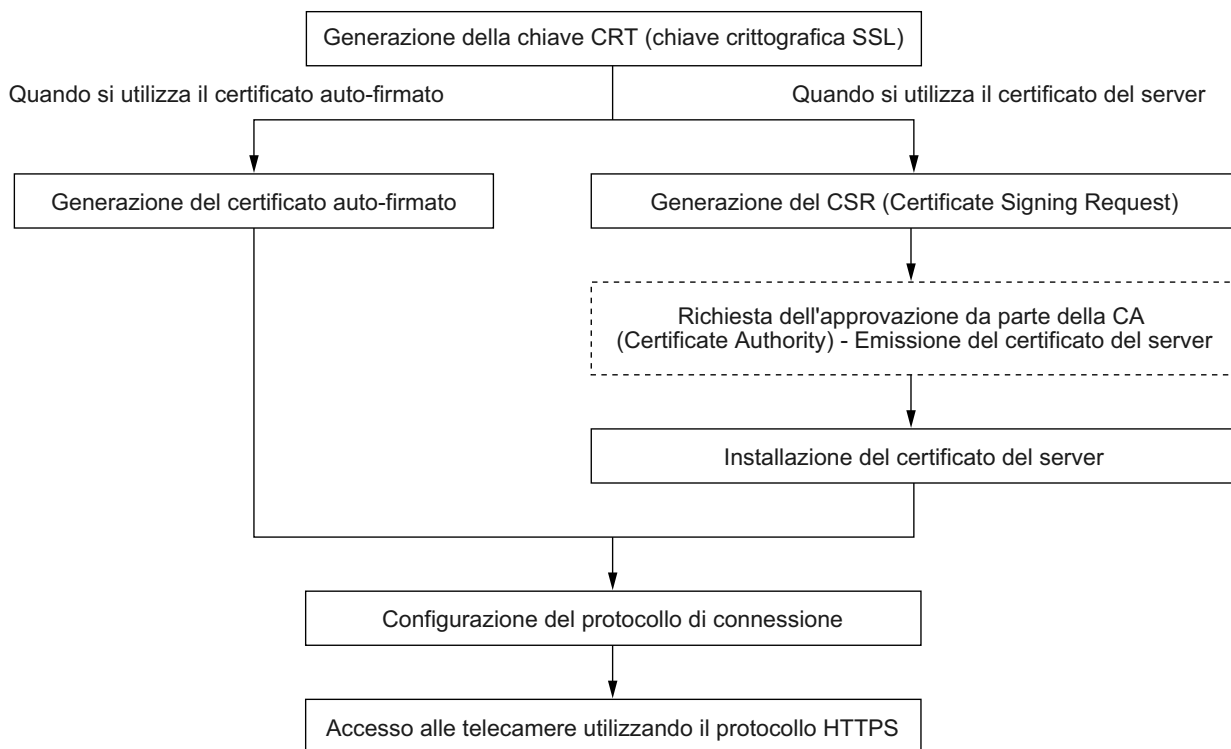 Generazione della chiave CRT (chiave crittografica SSL)
Quando si utilizza il certificato auto-firmato
Quando si utilizza il certificato del server
Generazione del certificato auto-firmato
Generazione del CSR (Certificate Signing Request)
Richiesta dell'approvazione da parte della CA
(Certificate Authority) - Emissione del certificato del server
Installazione del certificato del server
Configurazione del protocollo di connessione
Accesso alle telecamere utilizzando il protocollo HTTPS